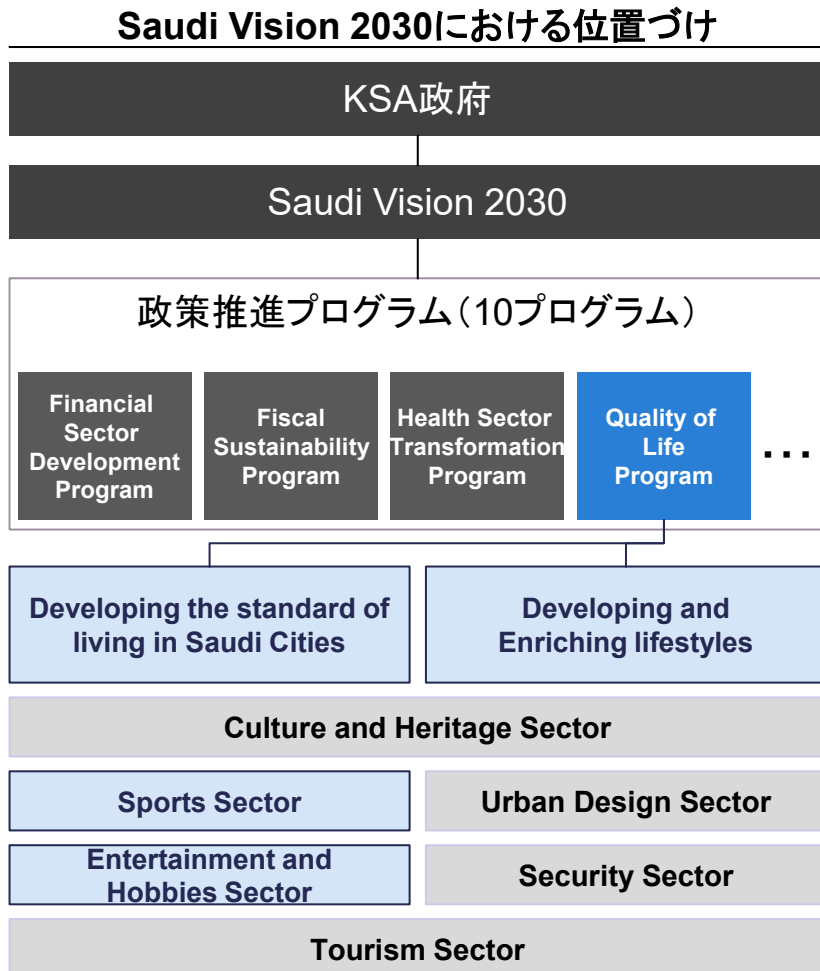 Saudi Vision 2030における位置づけ
KSA政府
Saudi Vision 2030
政策推進プログラム（10プログラム）
Financial
Sector
Development
Program
Fiscal
Sustainability
Program
Health Sector
Transformation
Program
Quality of
Life
Program
...
Developing the standard of
living in Saudi Cities
Developing and
Enriching lifestyles
Culture and Heritage Sector
Sports Sector
Urban Design Sector
Entertainment and
Hobbies Sector
Security Sector
Tourism Sector